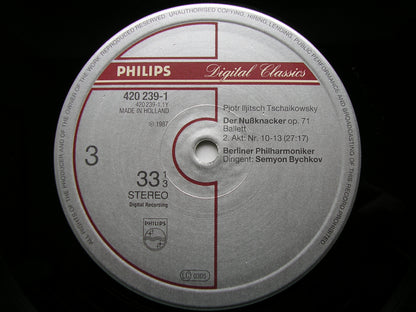 ALL RIGHTS OF THE PRODUCER AND OF THE OWNER OF THE WORK REPRODUCED RESERVED. UNAUTHORISED COPYING, HIRING, LENDING, PUBLIC PERFORMANCE AND BROADCASTING OF THIS RECORD PROHIBITED.
PHILIPS
Digital Classics
420 239-1
420 239-1.1Y
MADE IN HOLLAND
℗ 1987
3
33 1/3
STEREO
Digital Recording
PHILIPS
Pjotr Iljitsch Tschaikowsky
Der Nußknacker op. 71
Ballett
2. Akt: Nr. 10-13 (27:17)
Berliner Philharmoniker
Dirigent: Semyon Bychkov
LC 0305